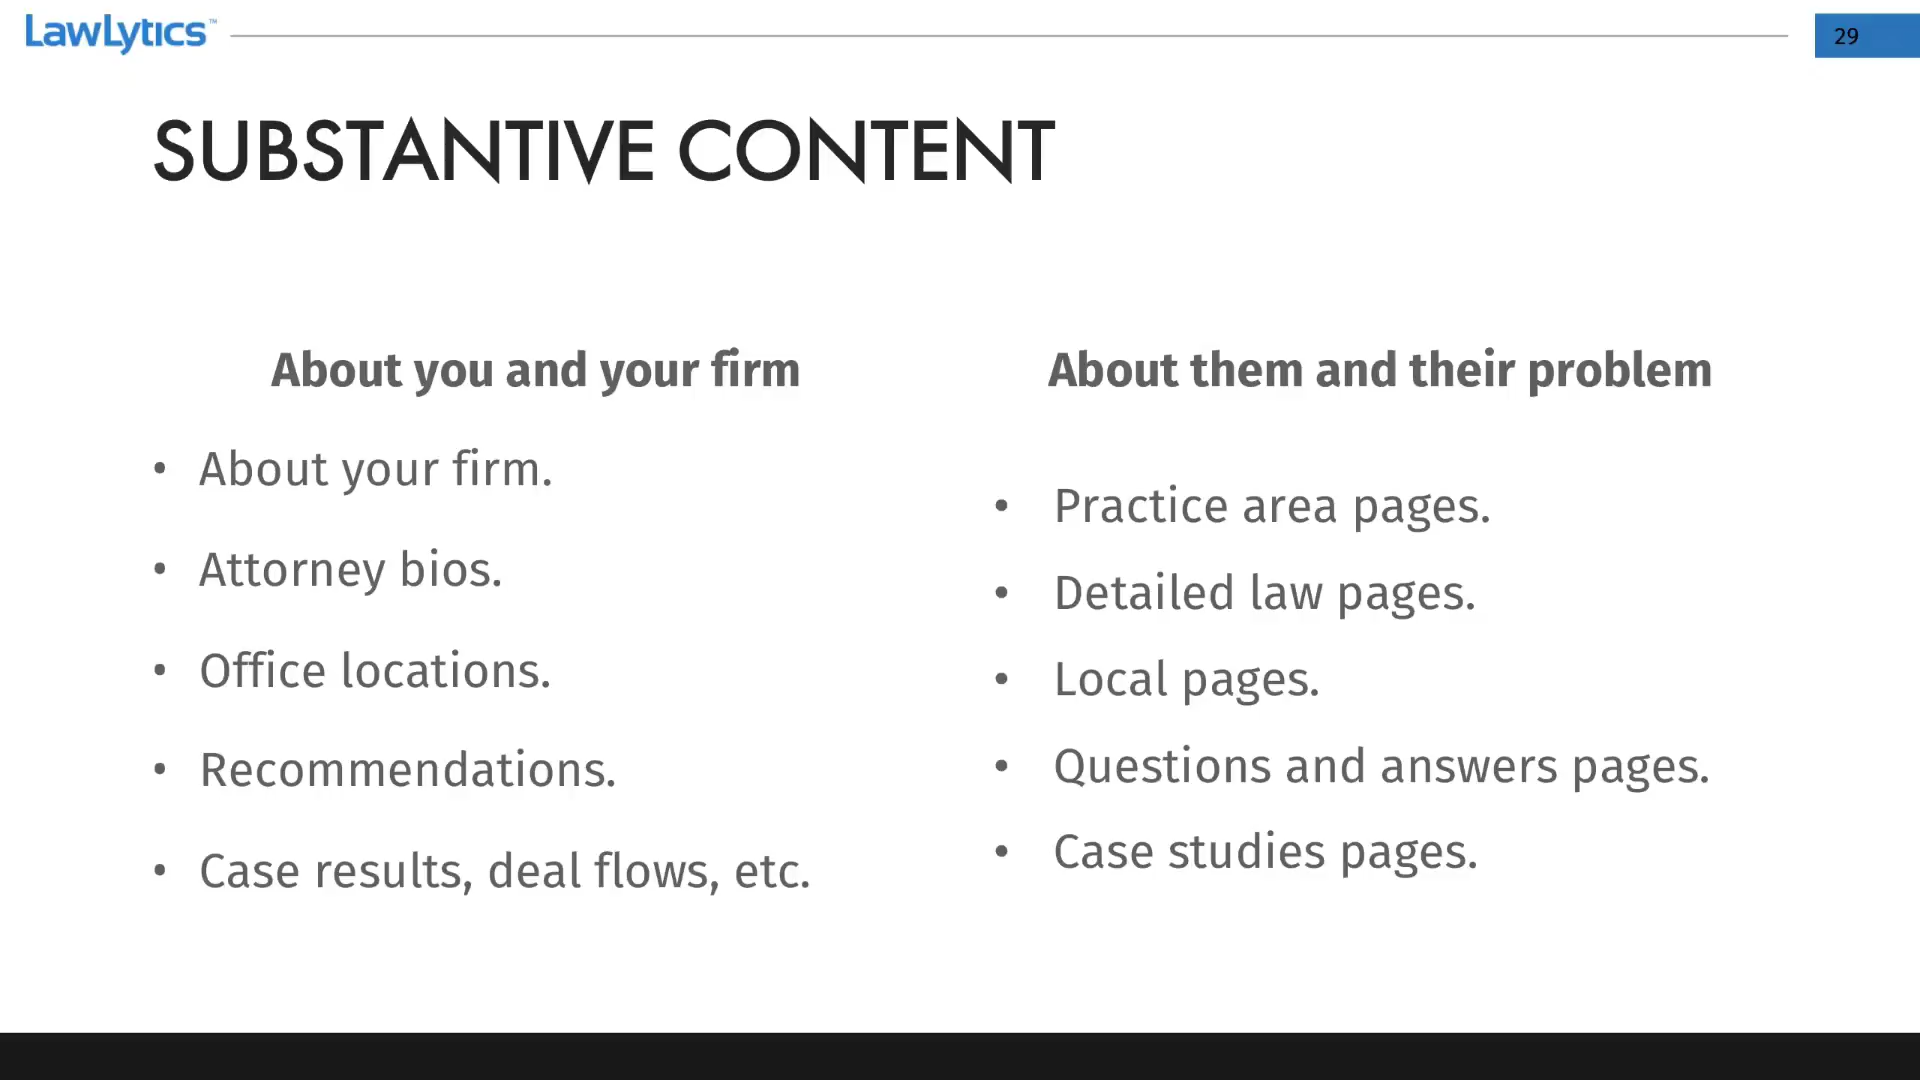 LawLytics™
29
SUBSTANTIVE CONTENT
About you and your firm
• About your firm.
• Attorney bios.
• Office locations.
• Recommendations.
• Case results, deal flows, etc.
About them and their problem
• Practice area pages.
• Detailed law pages.
• Local pages.
• Questions and answers pages.
• Case studies pages.